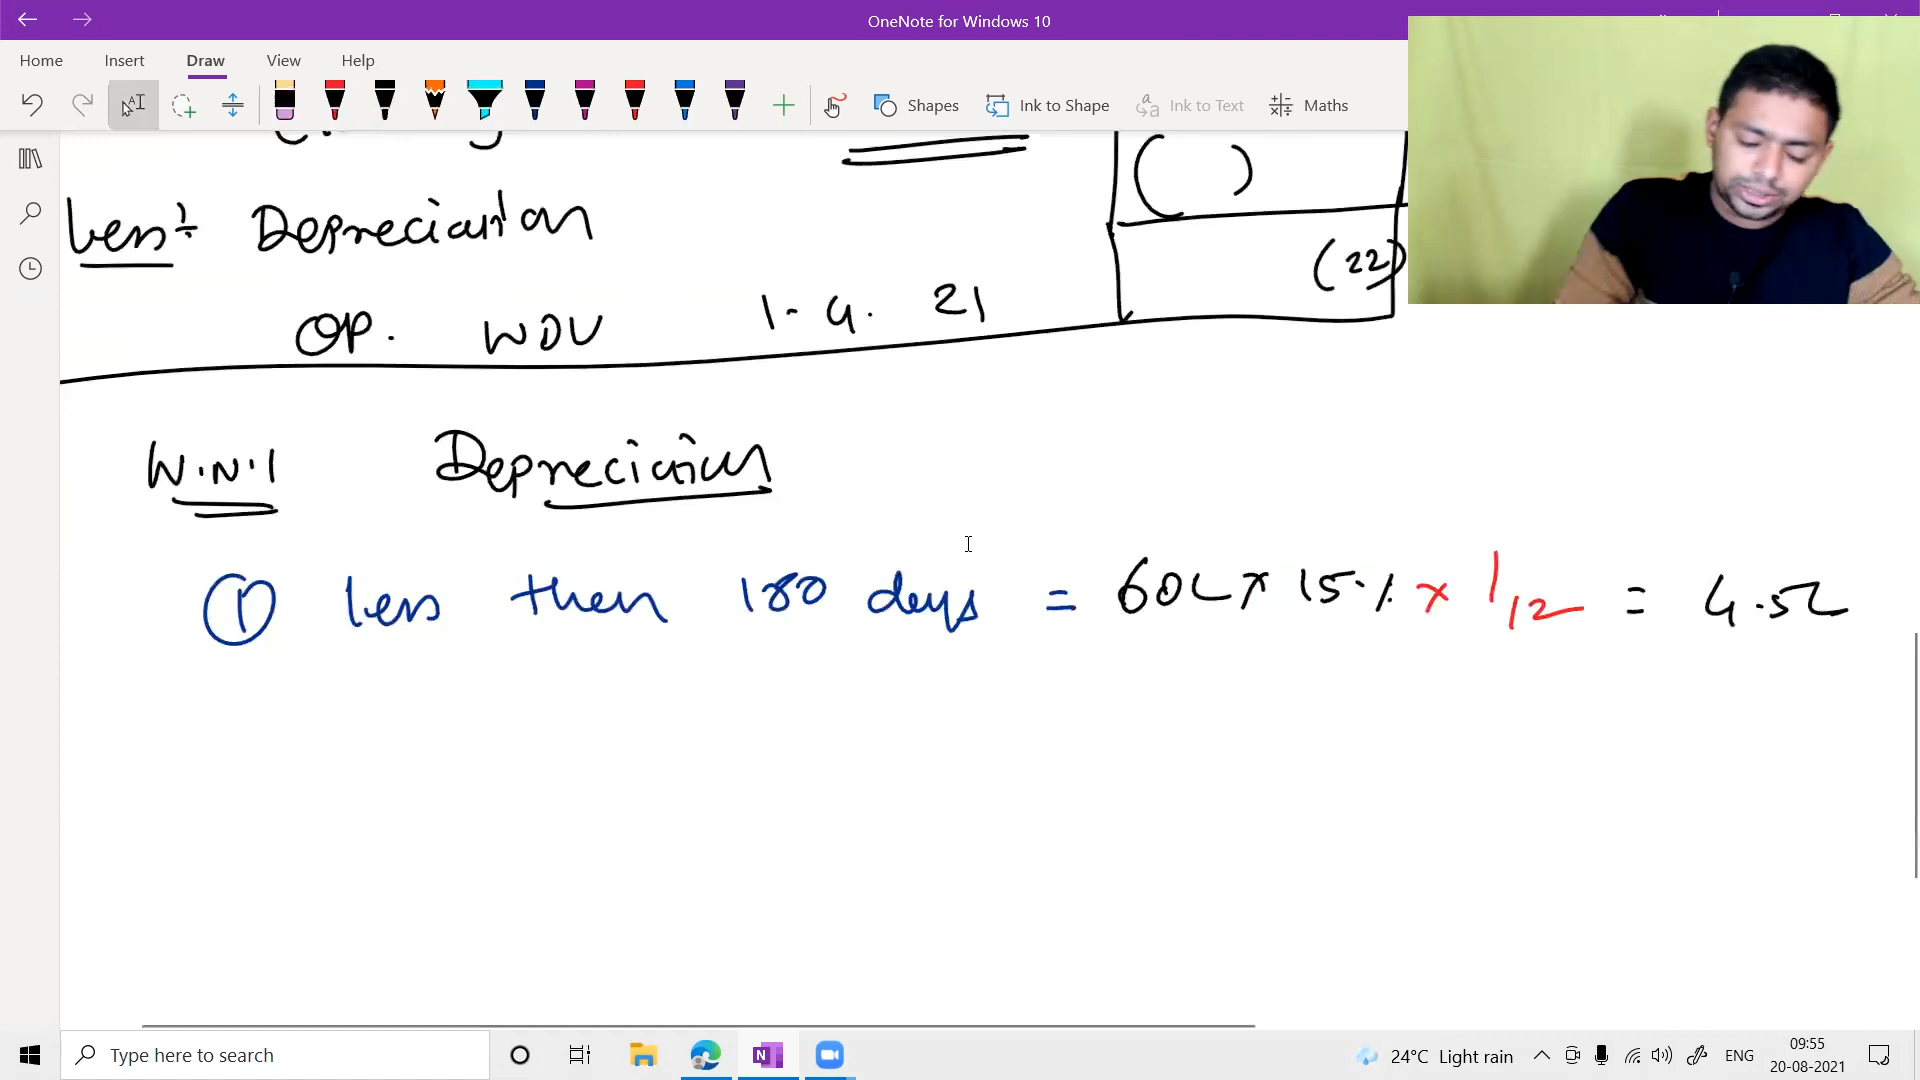 OneNote for Windows 10
Home Insert Draw View Help
Shapes Ink to Shape Ink to Text Maths
( )
Less:- Depreciation
(22)
OP. WDV 1-4. 21
W.N.1 Depreciation
① less then 180 days = 60L x 15% x 1/12 = 4.5L
Type here to search
24°C Light rain
ENG
09:55
20-08-2021